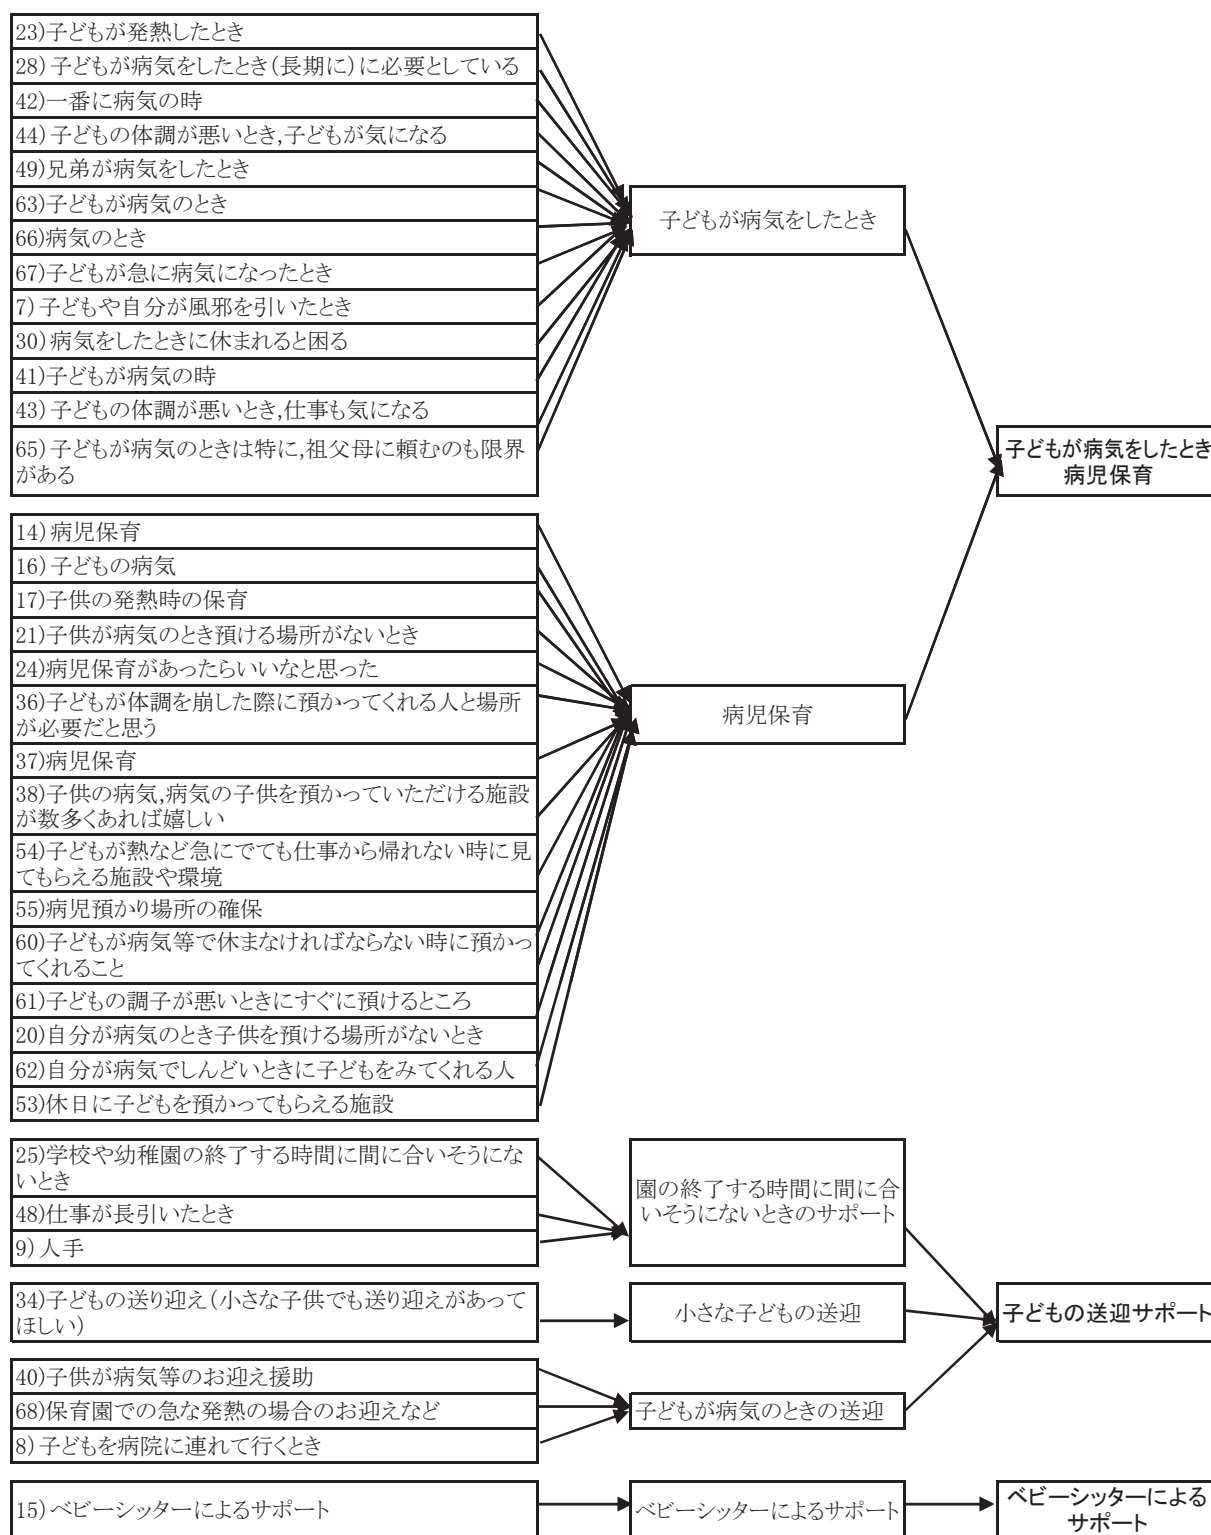 23)子どもが発熱したとき
28)子どもが病気をしたとき(長期に)に必要としている
42)一番に病気の時
44)子どもの体調が悪いとき,子どもが気になる
49)兄弟が病気をしたとき
63)子どもが病気のとき
66)病気のとき
67)子どもが急に病気になったとき
7)子どもや自分が風邪を引いたとき
30)病気をしたときに休まれると困る
41)子どもが病気の時
43)子どもの体調が悪いとき,仕事も気になる
65)子どもが病気のときは特に,祖父母に頼むのも限界
がある
子どもが病気をしたとき
子どもが病気をしたとき
病児保育
14)病児保育
16)子どもの病気
17)子供の発熱時の保育
21)子供が病気のとき預ける場所がないとき
24)病児保育があったらいいなと思った
36)子どもが体調を崩した際に預かってくれる人と場所
が必要だと思う
37)病児保育
38)子供の病気,病気の子供を預かっていただける施設
が数多くあれば嬉しい
54)子どもが熱など急にでても仕事から帰れない時に見
てもらえる施設や環境
55)病児預かり場所の確保
60)子どもが病気等で休まなければならない時に預かっ
てくれること
61)子どもの調子が悪いときにすぐに預けるところ
20)自分が病気のとき子供を預ける場所がないとき
62)自分が病気でしんどいときに子どもをみてくれる人
53)休日に子どもを預かってもらえる施設
病児保育
25)学校や幼稚園の終了する時間に間に合いそうにな
いとき
48)仕事が長引いたとき
9)人手
園の終了する時間に間に合
いそうにないときのサポート
34)子どもの送り迎え(小さな子供でも送り迎えがあって
ほしい)
小さな子どもの送迎
子どもの送迎サポート
40)子供が病気等のお迎え援助
68)保育園での急な発熱の場合のお迎えなど
8)子どもを病院に連れて行くとき
子どもが病気のときの送迎
15)ベビーシッターによるサポート
ベビーシッターによるサポート
ベビーシッターによる
サポート